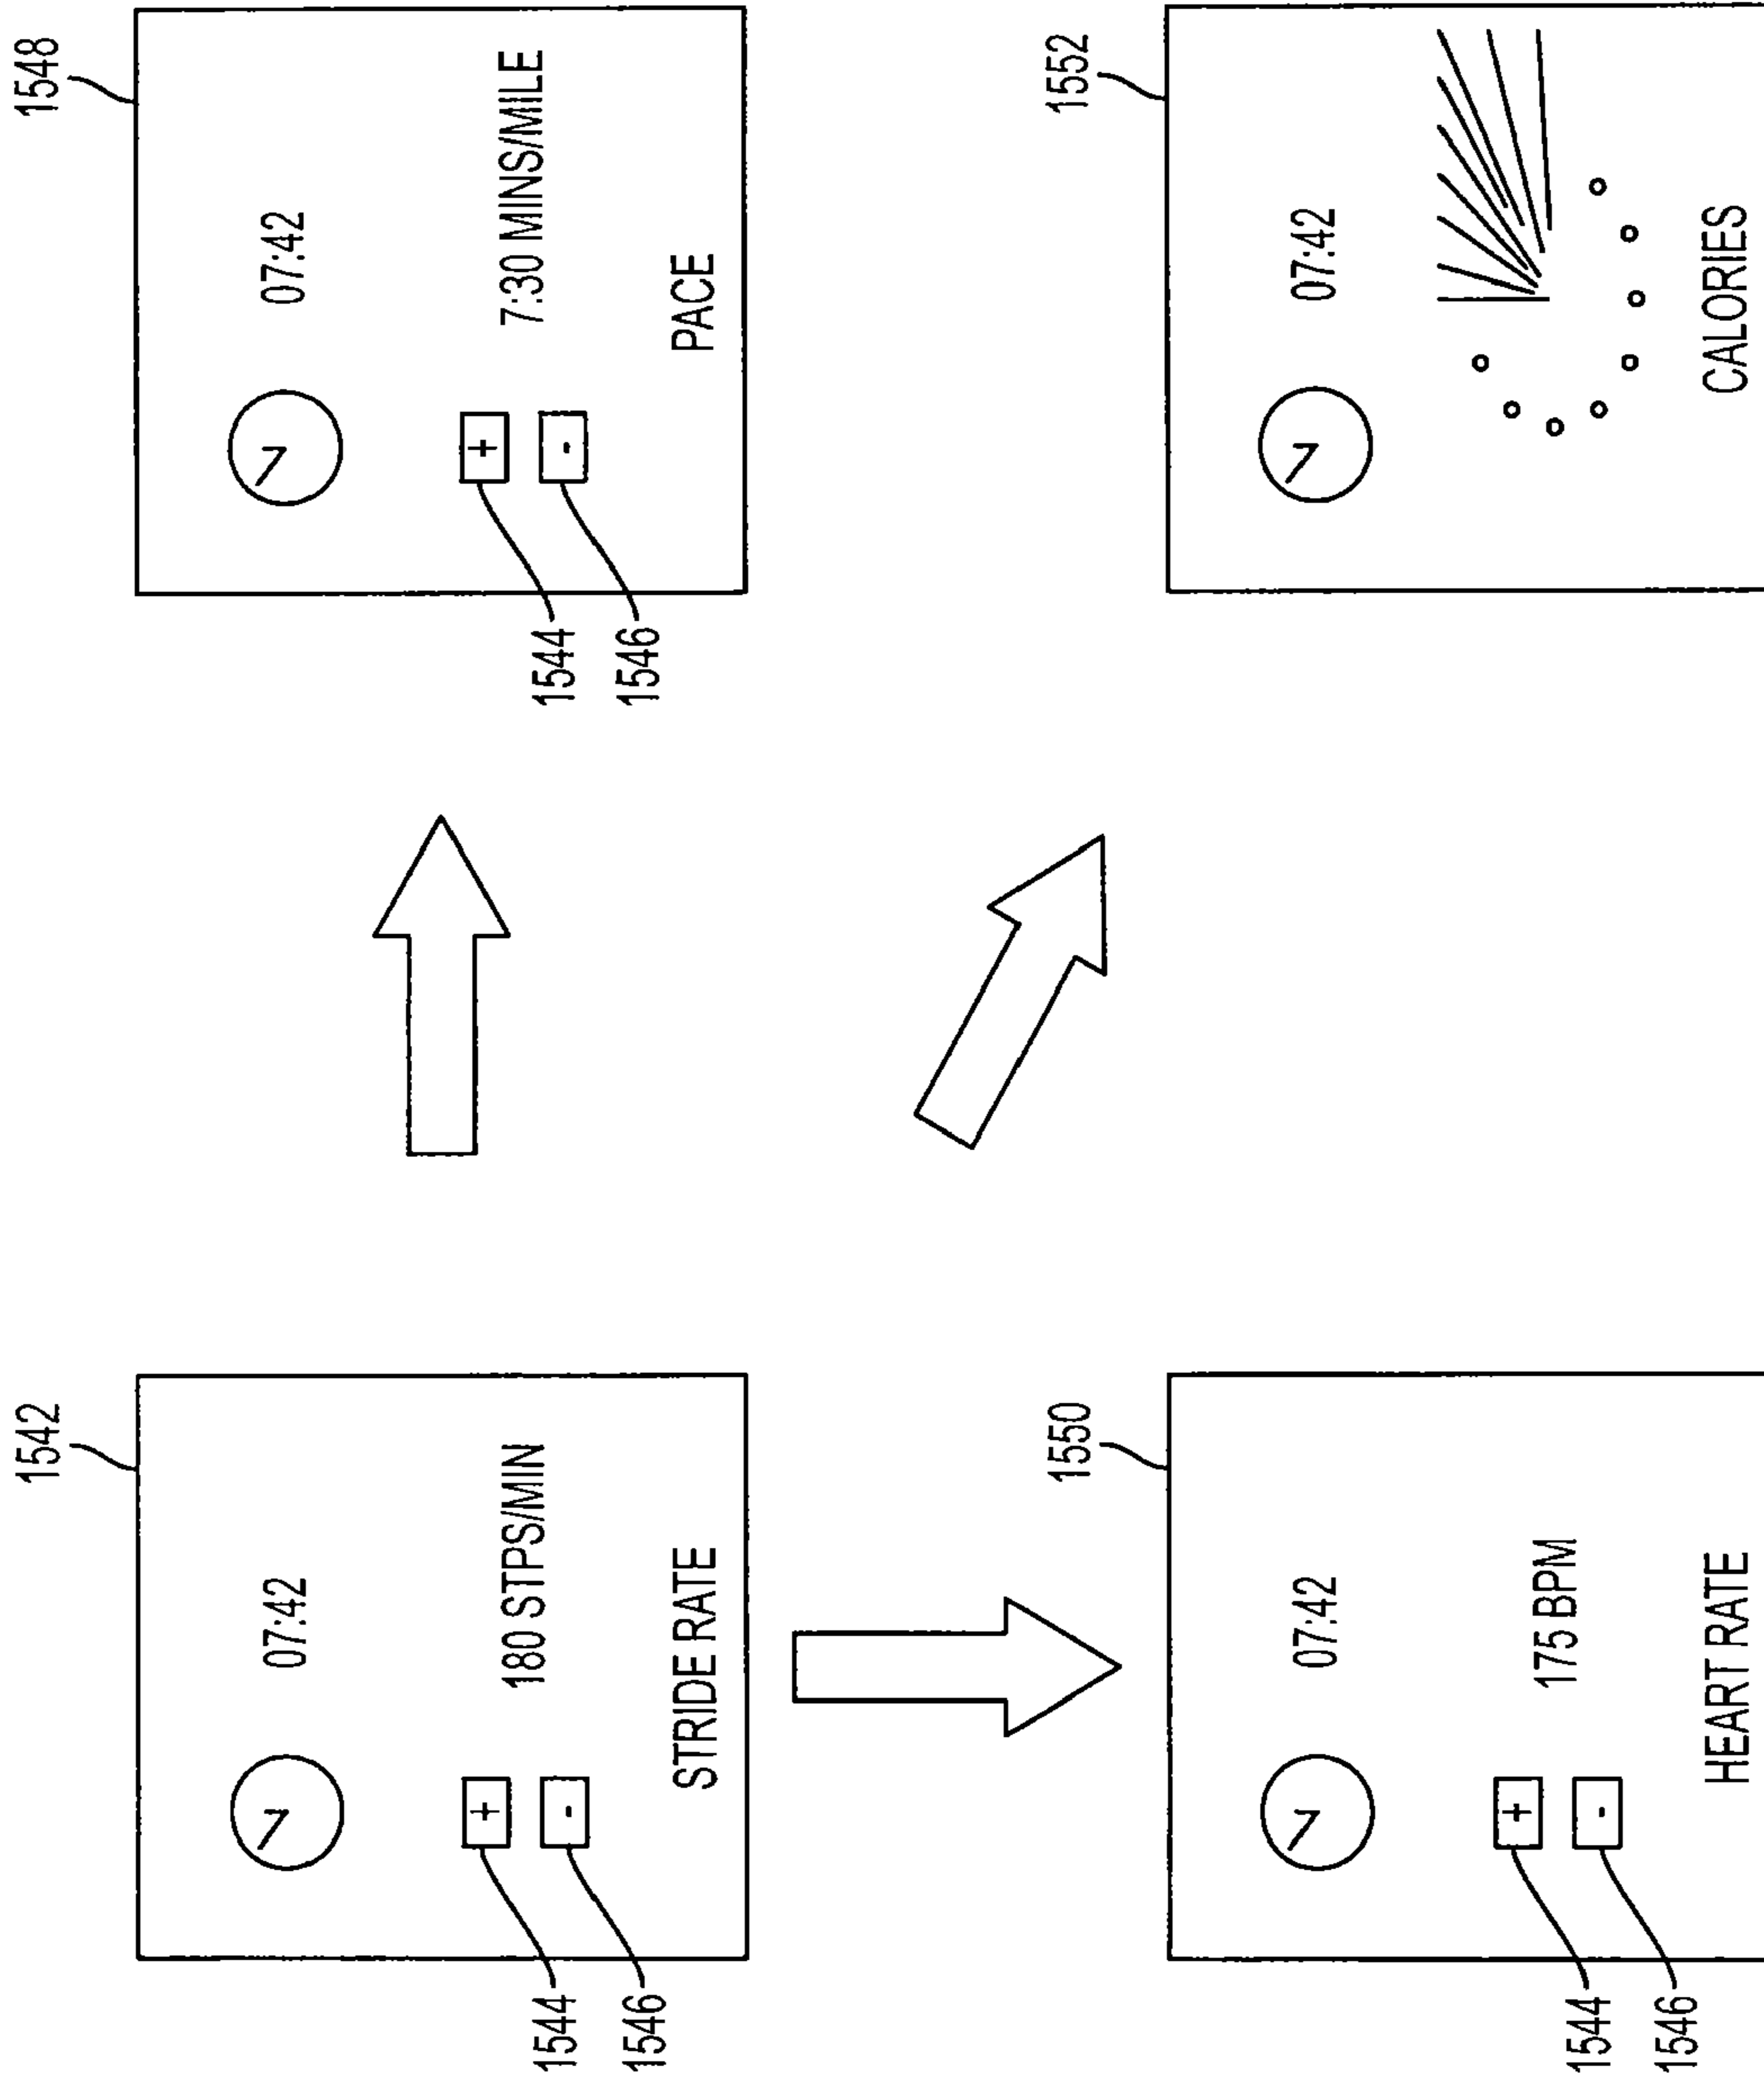 1542
07:42
+ 180 STPS/MIN
1544
-
1546
STRIDE RATE
1548
07:42
+ 7:30 MINS/MILE
1544
-
1546
PACE
1550
07:42
+ 175 BPM
1544
-
1546
HEART RATE
1552
07:42
CALORIES